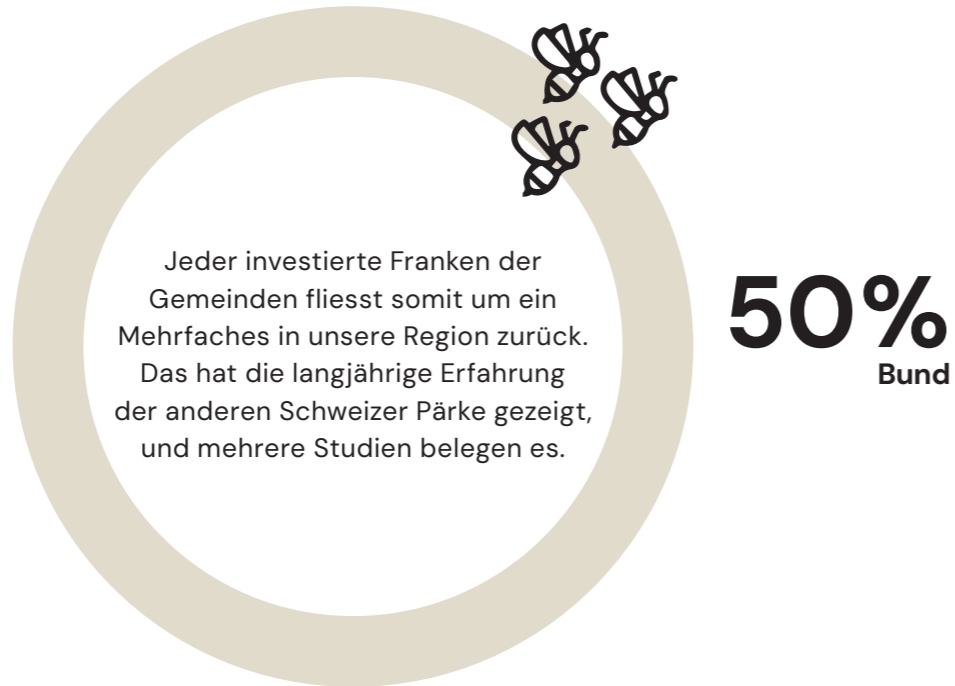 Jeder investierte Franken der
Gemeinden fliesst somit um ein
Mehrfaches in unsere Region zurück.
Das hat die langjährige Erfahrung
der anderen Schweizer Pärke gezeigt,
und mehrere Studien belegen es.
50%
Bund